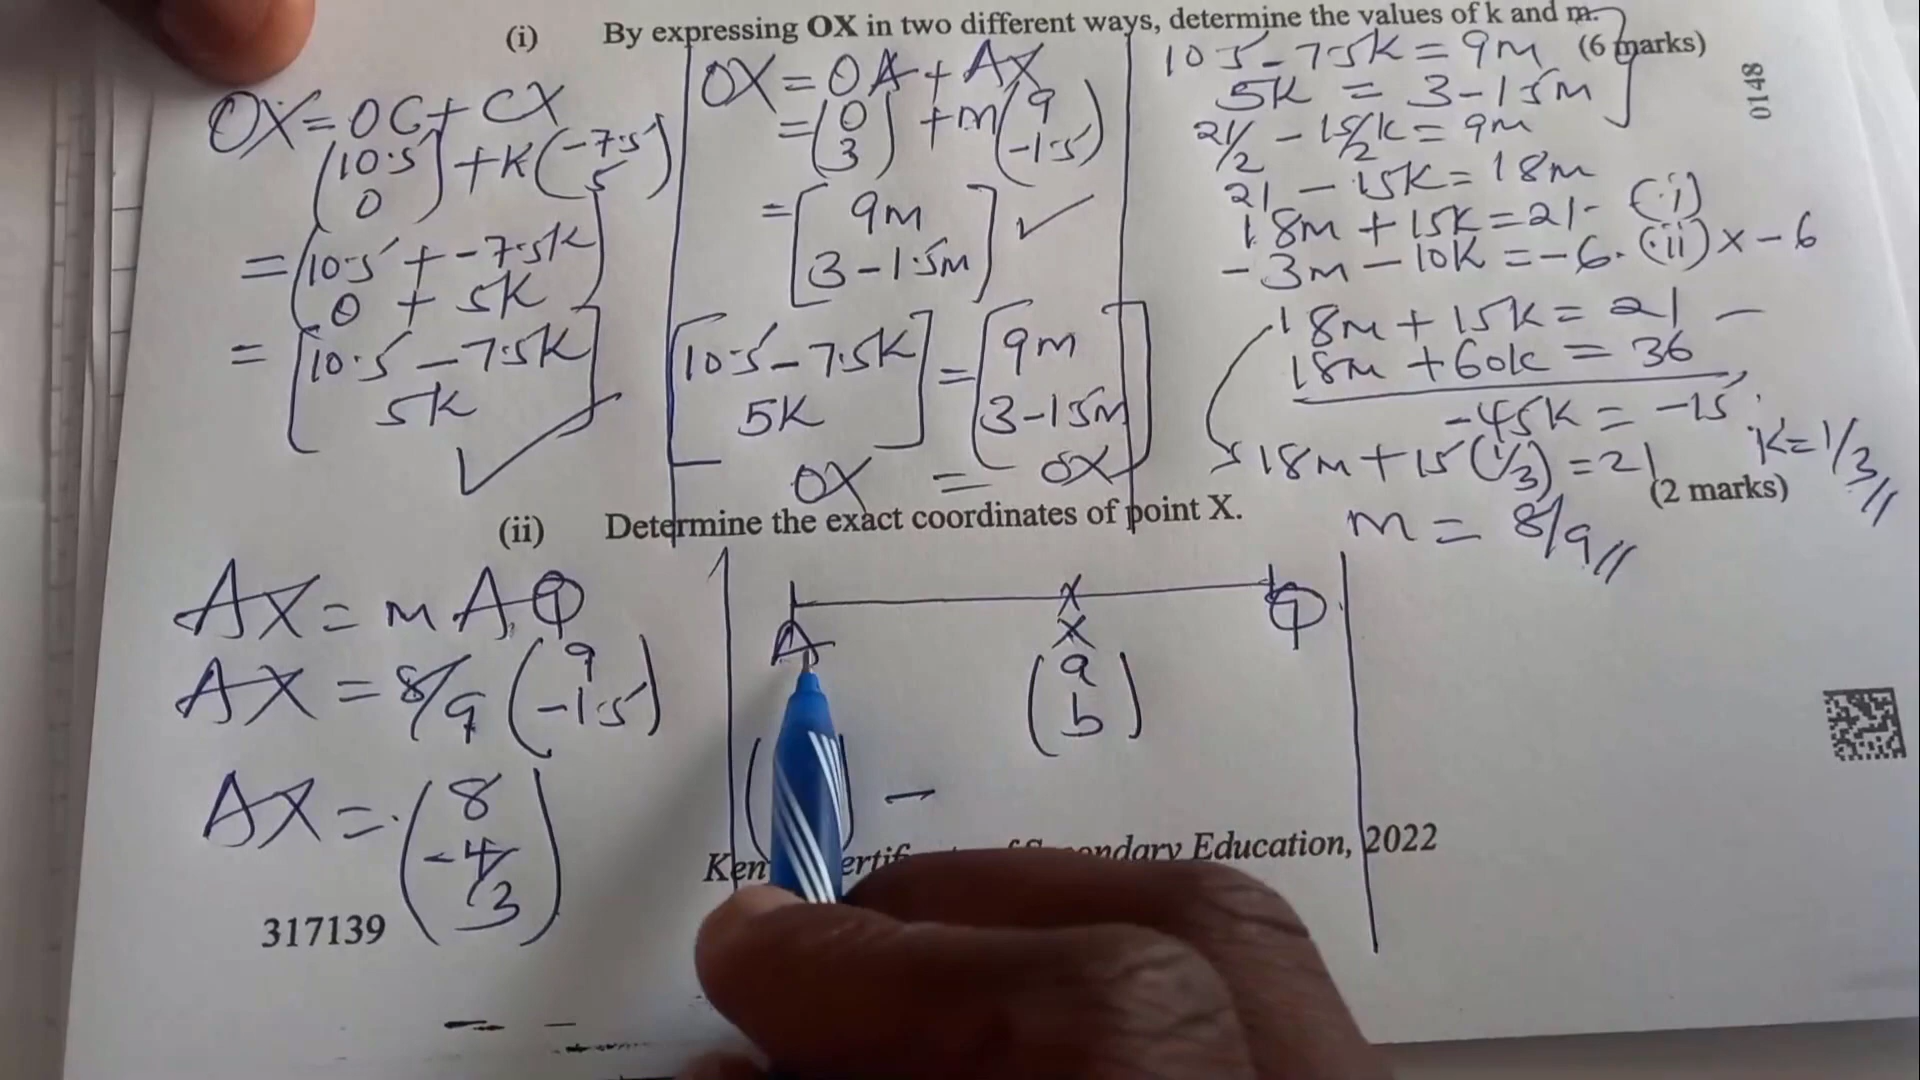 (i) By expressing OX in two different ways, determine the values of k and m.
(6 marks)
0148
OX = OC + CX
(10.5 0) + K(-7.5 5)
= (10.5 + -7.5K
0 + 5K)
= [10.5 - 7.5K
5K]
OX = OA + AX
= (0 3) + m(9 -1.5)
= [9m
3 - 1.5m] ✓
[10.5 - 7.5K 5K] = [9m 3 - 1.5m]
OX = OX
10.5 - 7.5K = 9m
5K = 3 - 1.5m
21/2 - 15/2K = 9m
21 - 15K = 18m
18m + 15K = 21- (i)
-3m - 10K = -6. (ii) x -6
18m + 15K = 21 -
18m + 60K = 36
-45K = -15
K = 1/3//
18m + 15(1/3) = 21
m = 8/9//
(2 marks)
(ii) Determine the exact coordinates of point X.
AX = m AQ
AX = 8/9 (9 -1.5)
AX = (8 -4/3)
A X Q
(a b)
( ) -
Ken ertif Secondary Education, 2022
317139